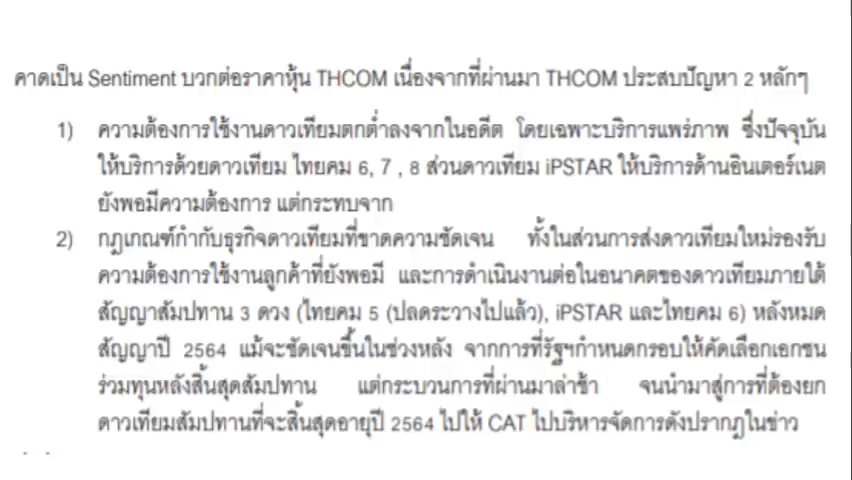 คาดเป็น Sentiment บวกต่อราคาหุ้น THCOM เนื่องจากที่ผ่านมา THCOM ประสบปัญหา 2 หลักๆ
1) ความต้องการใช้งานดาวเทียมตกต่ำลงจากในอดีต โดยเฉพาะบริการแพร่ภาพ ซึ่งปัจจุบัน
ให้บริการด้วยดาวเทียม ไทยคม 6, 7 , 8 ส่วนดาวเทียม iPSTAR ให้บริการด้านอินเตอร์เนต
ยังพอมีความต้องการ แต่กระทบจาก
2) กฎเกณฑ์กำกับธุรกิจดาวเทียมที่ขาดความชัดเจน ทั้งในส่วนการส่งดาวเทียมใหม่รองรับ
ความต้องการใช้งานลูกค้าที่ยังพอมี และการดำเนินงานต่อในอนาคตของดาวเทียมภายใต้
สัญญาสัมปทาน 3 ดวง (ไทยคม 5 (ปลดระวางไปแล้ว), iPSTAR และไทยคม 6) หลังหมด
สัญญาปี 2564 แม้จะชัดเจนขึ้นในช่วงหลัง จากการที่รัฐฯกำหนดกรอบให้คัดเลือกเอกชน
ร่วมทุนหลังสิ้นสุดสัมปทาน แต่กระบวนการที่ผ่านมาล่าช้า จนนำมาสู่การที่ต้องยก
ดาวเทียมสัมปทานที่จะสิ้นสุดอายุปี 2564 ไปให้ CAT ไปบริหารจัดการดังปรากฏในข่าว